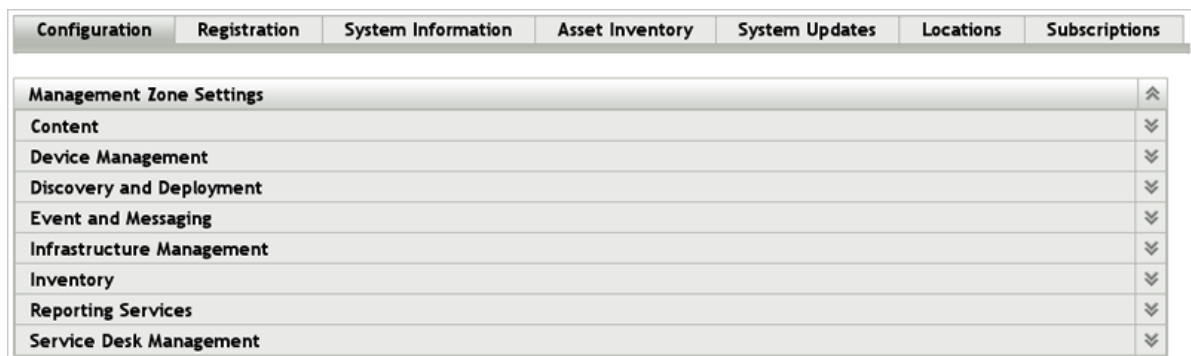 Configuration Registration System Information Asset Inventory System Updates Locations Subscriptions
Management Zone Settings
Content
Device Management
Discovery and Deployment
Event and Messaging
Infrastructure Management
Inventory
Reporting Services
Service Desk Management